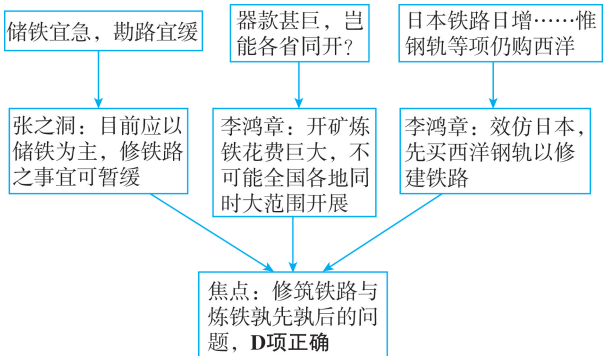 储铁宜急，勘路宜缓
器款甚巨，岂
能各省同开？
日本铁路日增……惟
钢轨等项仍购西洋
张之洞：目前应以
储铁为主，修铁路
之事宜可暂缓
李鸿章：开矿炼
铁花费巨大，不
可能全国各地同
时大范围开展
李鸿章：效仿日本，
先买西洋钢轨以修
建铁路
焦点：修筑铁路与
炼铁孰先孰后的问
题，D项正确